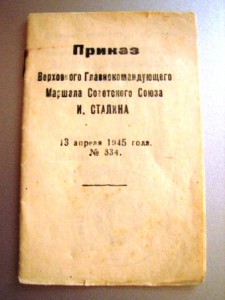 Приказ
Верховного Главнокомандующего
Маршала Советского Союза
И. СТАЛИНА
13 апреля 1945 года.
№ 334.